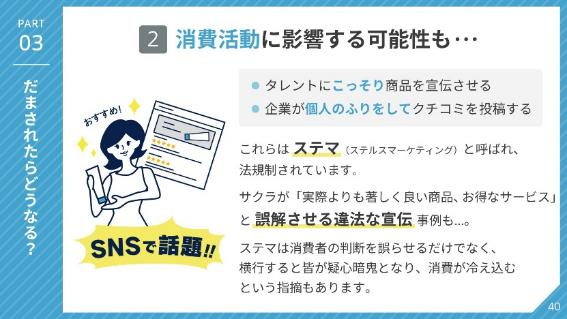 PART
03
だまされたらどうなる？
2 消費活動に影響する可能性も…
タレントにこっそり商品を宣伝させる
企業が個人のふりをしてクチコミを投稿する
おすすめ!
SNSで話題!!
これらは ステマ（ステルスマーケティング）と呼ばれ、
法規制されています。
サクラが「実際よりも著しく良い商品、お得なサービス」
と 誤解させる違法な宣伝 事例も...。
ステマは消費者の判断を誤らせるだけでなく、
横行すると皆が疑心暗鬼となり、消費が冷え込む
という指摘もあります。
40